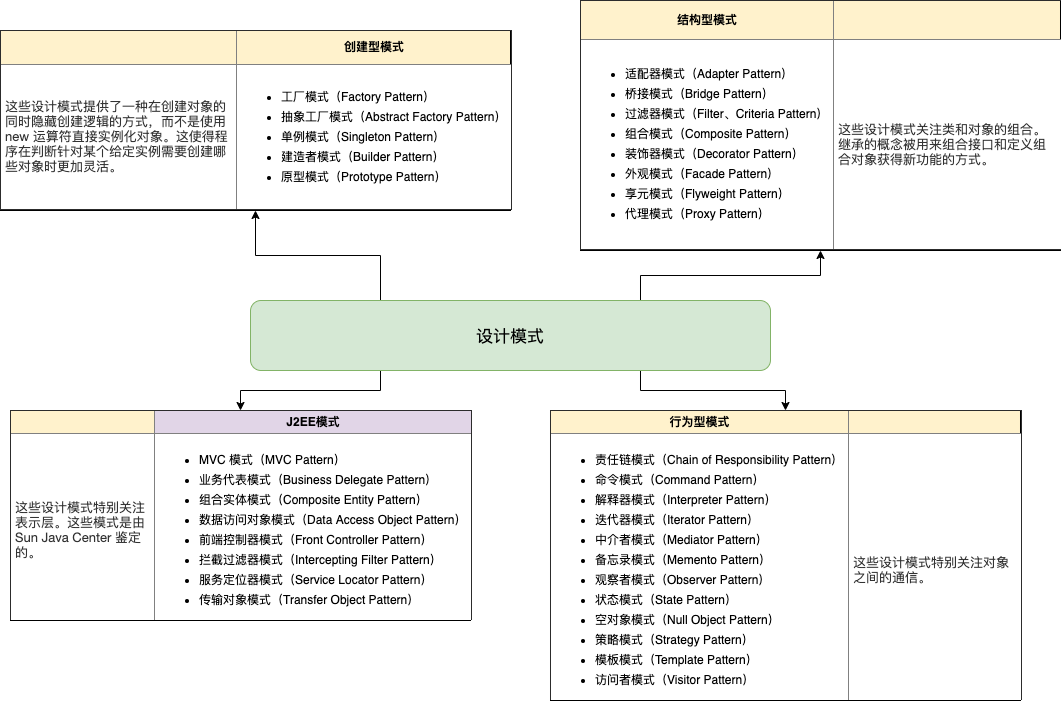 创建型模式
这些设计模式提供了一种在创建对象的
同时隐藏创建逻辑的方式，而不是使用
new 运算符直接实例化对象。这使得程
序在判断针对某个给定实例需要创建哪
些对象时更加灵活。
工厂模式（Factory Pattern）
抽象工厂模式（Abstract Factory Pattern）
单例模式（Singleton Pattern）
建造者模式（Builder Pattern）
原型模式（Prototype Pattern）
结构型模式
适配器模式（Adapter Pattern）
桥接模式（Bridge Pattern）
过滤器模式（Filter、Criteria Pattern）
组合模式（Composite Pattern）
装饰器模式（Decorator Pattern）
外观模式（Facade Pattern）
享元模式（Flyweight Pattern）
代理模式（Proxy Pattern）
这些设计模式关注类和对象的组合。
继承的概念被用来组合接口和定义组
合对象获得新功能的方式。
设计模式
J2EE模式
这些设计模式特别关注
表示层。这些模式是由
Sun Java Center 鉴定
的。
MVC 模式（MVC Pattern）
业务代表模式（Business Delegate Pattern）
组合实体模式（Composite Entity Pattern）
数据访问对象模式（Data Access Object Pattern）
前端控制器模式（Front Controller Pattern）
拦截过滤器模式（Intercepting Filter Pattern）
服务定位器模式（Service Locator Pattern）
传输对象模式（Transfer Object Pattern）
行为型模式
责任链模式（Chain of Responsibility Pattern）
命令模式（Command Pattern）
解释器模式（Interpreter Pattern）
迭代器模式（Iterator Pattern）
中介者模式（Mediator Pattern）
备忘录模式（Memento Pattern）
观察者模式（Observer Pattern）
状态模式（State Pattern）
空对象模式（Null Object Pattern）
策略模式（Strategy Pattern）
模板模式（Template Pattern）
访问者模式（Visitor Pattern）
这些设计模式特别关注对象
之间的通信。